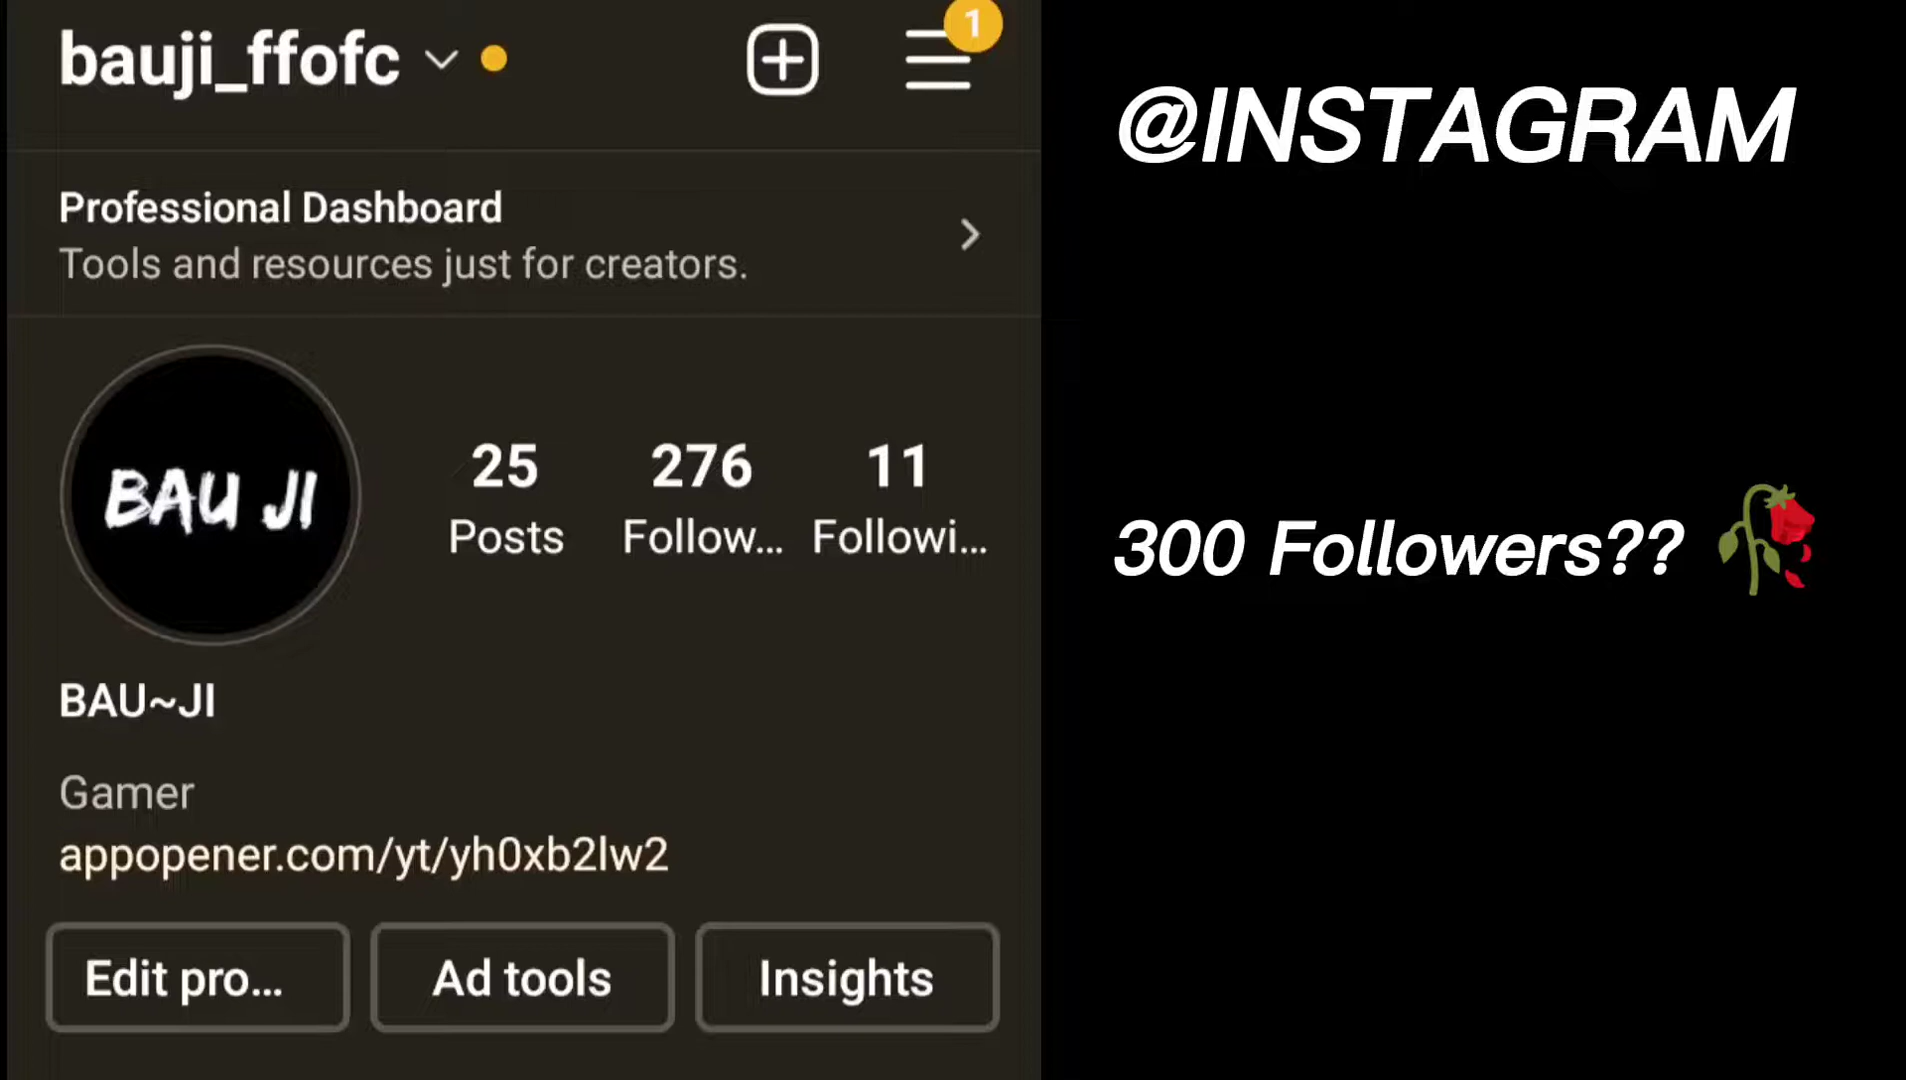 bauji_ffofc
1
Professional Dashboard
Tools and resources just for creators.
BAU JI
25 276 11
Posts Follow... Followi...
BAU~JI
Gamer
appopener.com/yt/yh0xb2lw2
Edit pro... Ad tools Insights
@INSTAGRAM
300 Followers??